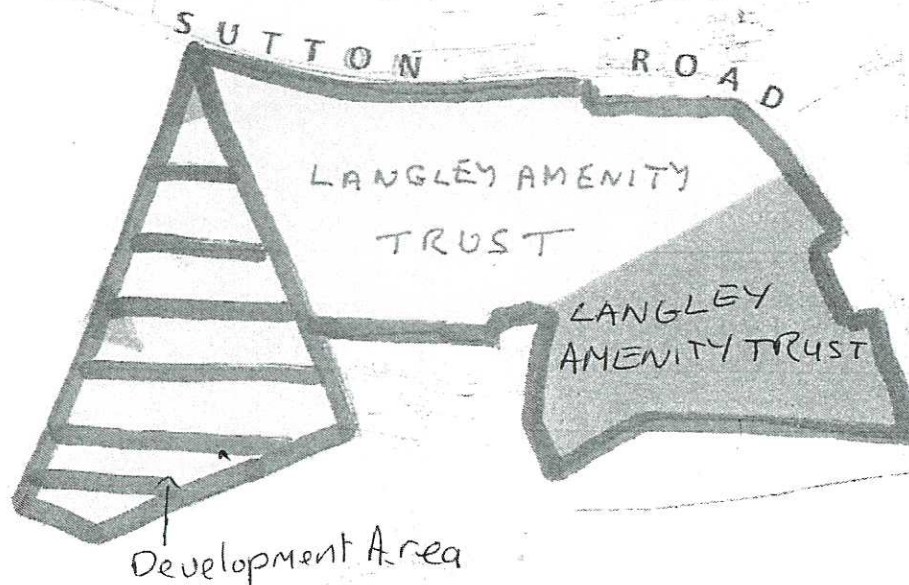 SUTTON ROAD
LANGLEY AMENITY
TRUST
LANGLEY
AMENITY TRUST
Development Area